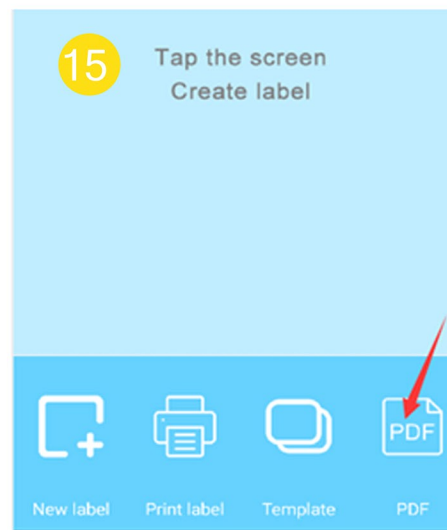 15
Tap the screen
Create label
PDF
New label
Print label
Template
PDF